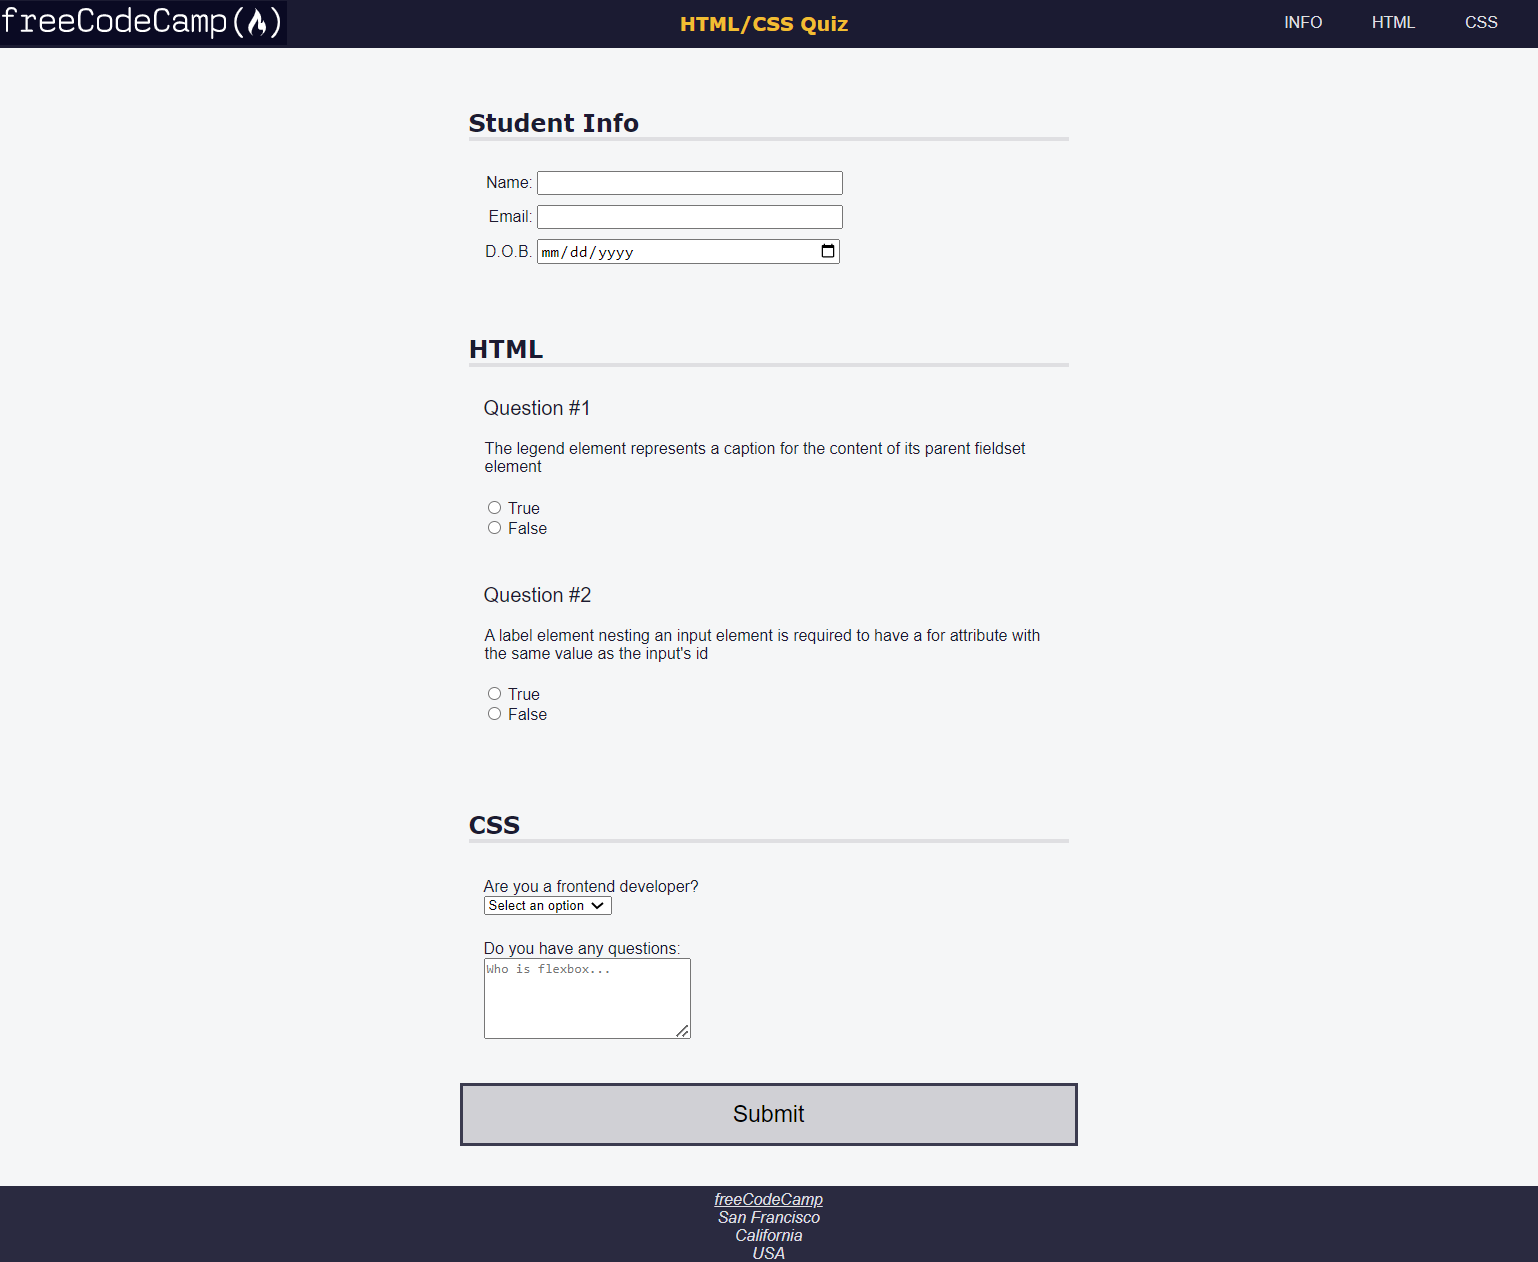 freeCodeCamp(🔥)
HTML/CSS Quiz
INFO HTML CSS
Student Info
Name:
Email:
D.O.B. mm/dd/yyyy
HTML
Question #1
The legend element represents a caption for the content of its parent fieldset
element
True
False
Question #2
A label element nesting an input element is required to have a for attribute with
the same value as the input's id
True
False
CSS
Are you a frontend developer?
Select an option
Do you have any questions:
Who is flexbox...
Submit
freeCodeCamp
San Francisco
California
USA